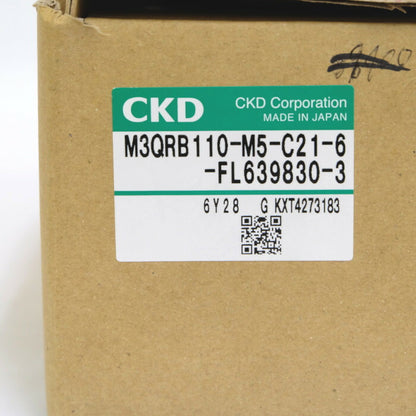 CKD
CKD Corporation
MADE IN JAPAN
M3QRB110-M5-C21-6
-FL639830-3
6Y28 G KXT4273183